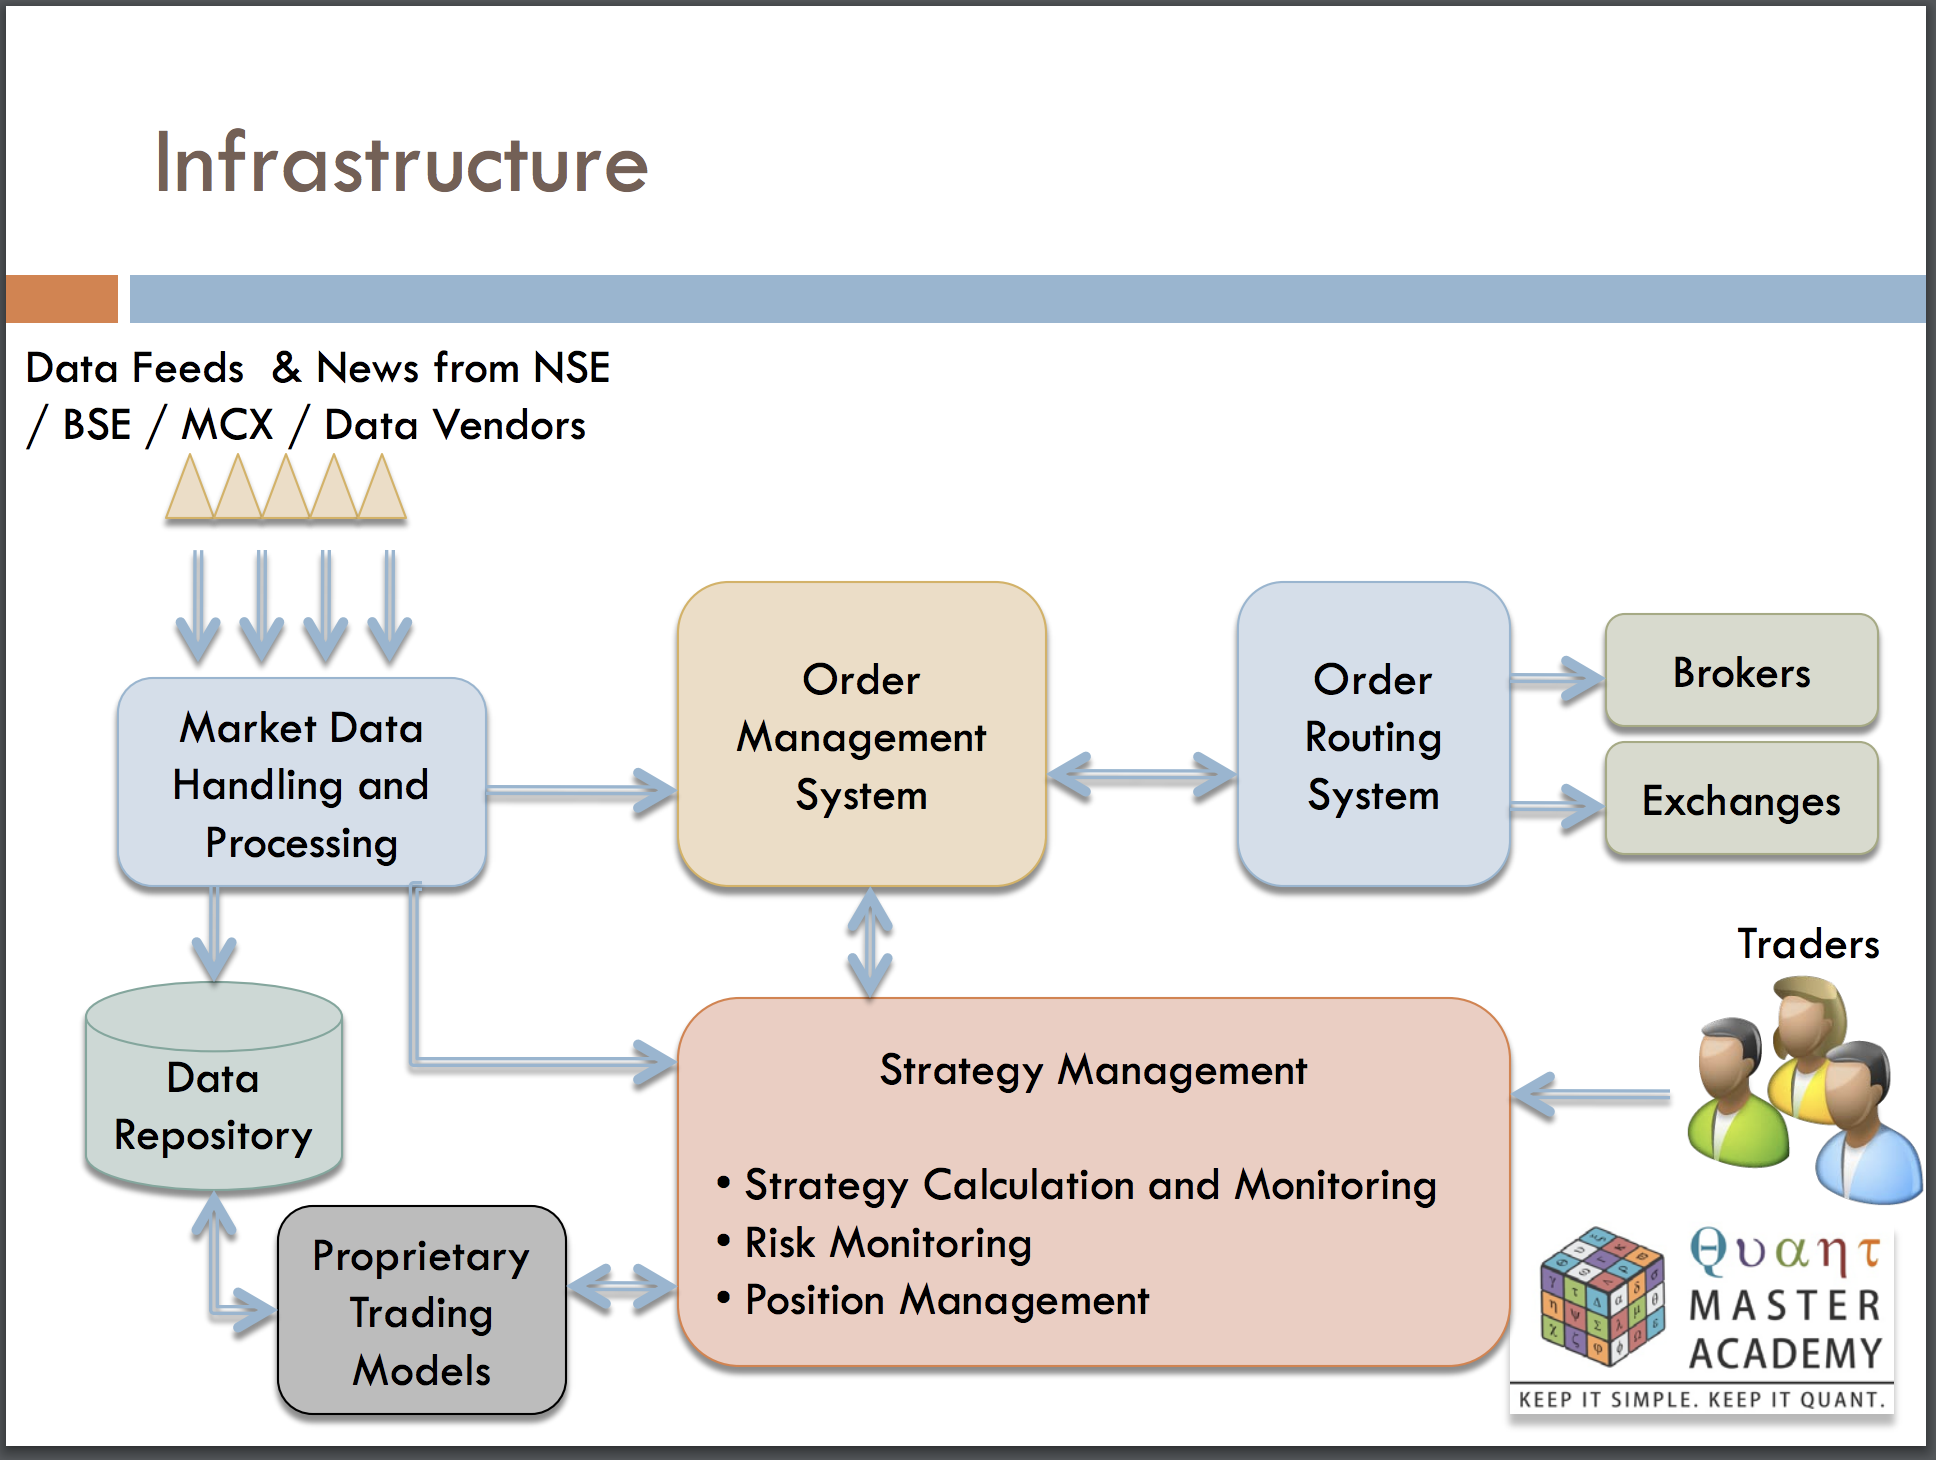 Infrastructure
Data Feeds  & News from NSE
/ BSE / MCX / Data Vendors
Market Data
Handling and
Processing
Order
Management
System
Order
Routing
System
Brokers
Exchanges
Traders
Data
Repository
Strategy Management
• Strategy Calculation and Monitoring
• Risk Monitoring
• Position Management
Proprietary
Trading
Models
Θυαητ
MASTER
ACADEMY
KEEP IT SIMPLE. KEEP IT QUANT.